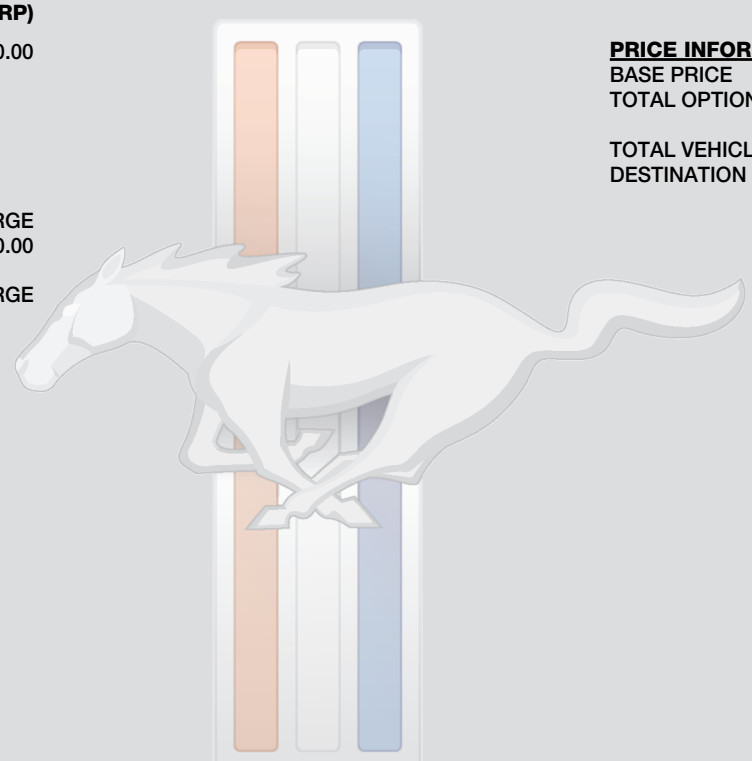 RP)
0.00
RGE
0.00
RGE
PRICE INFOR
BASE PRICE
TOTAL OPTION
TOTAL VEHICL
DESTINATION